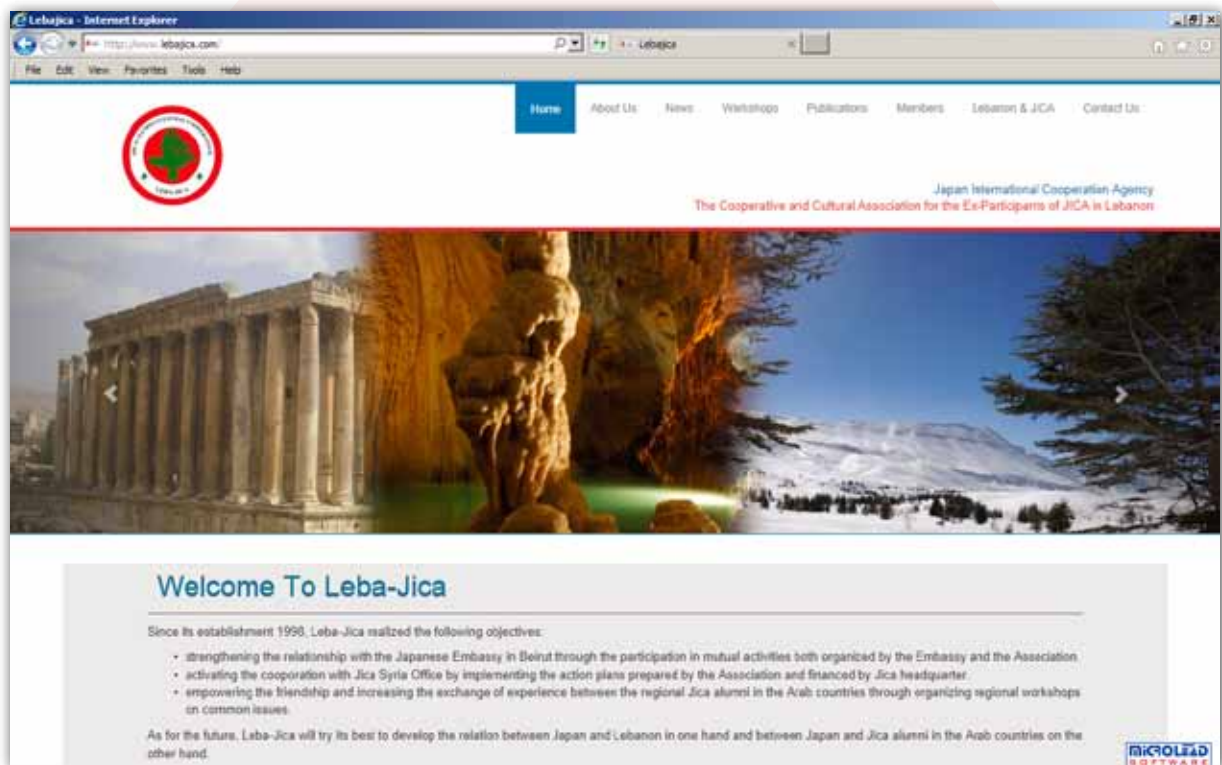 Lebajica - Internet Explorer
http://www.lebajica.com/
Lebajica
File Edit View Favorites Tools Help
Home About Us News Workshops Publications Members Lebanon & JICA Contact Us
LEBA-JICA
Japan International Cooperation Agency
The Cooperative and Cultural Association for the Ex-Participants of JICA in Lebanon
Welcome To Leba-Jica
Since its establishment 1998, Leba-Jica realized the following objectives:
• strengthening the relationship with the Japanese Embassy in Beirut through the participation in mutual activities both organized by the Embassy and the Association.
• activating the cooperation with Jica Syria Office by implementing the action plans prepared by the Association and financed by Jica headquarter.
• empowering the friendship and increasing the exchange of experience between the regional Jica alumni in the Arab countries through organizing regional workshops
on common issues.
As for the future, Leba-Jica will try its best to develop the relation between Japan and Lebanon in one hand and between Japan and Jica alumni in the Arab countries on the
other hand.
MICROLEAD
SOFTWARE